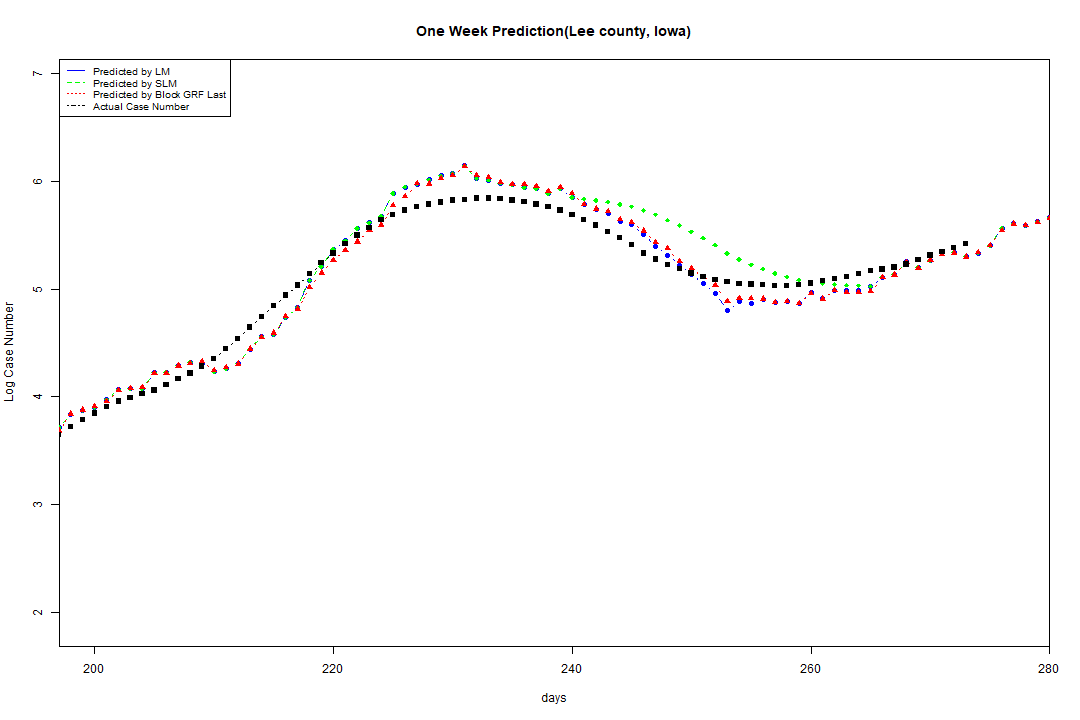 One Week Prediction(Lee county, Iowa)
Predicted by LM
Predicted by SLM
Predicted by Block GRF Last
Actual Case Number
7
6
5
4
3
2
Log Case Number
200
220
240
260
280
days